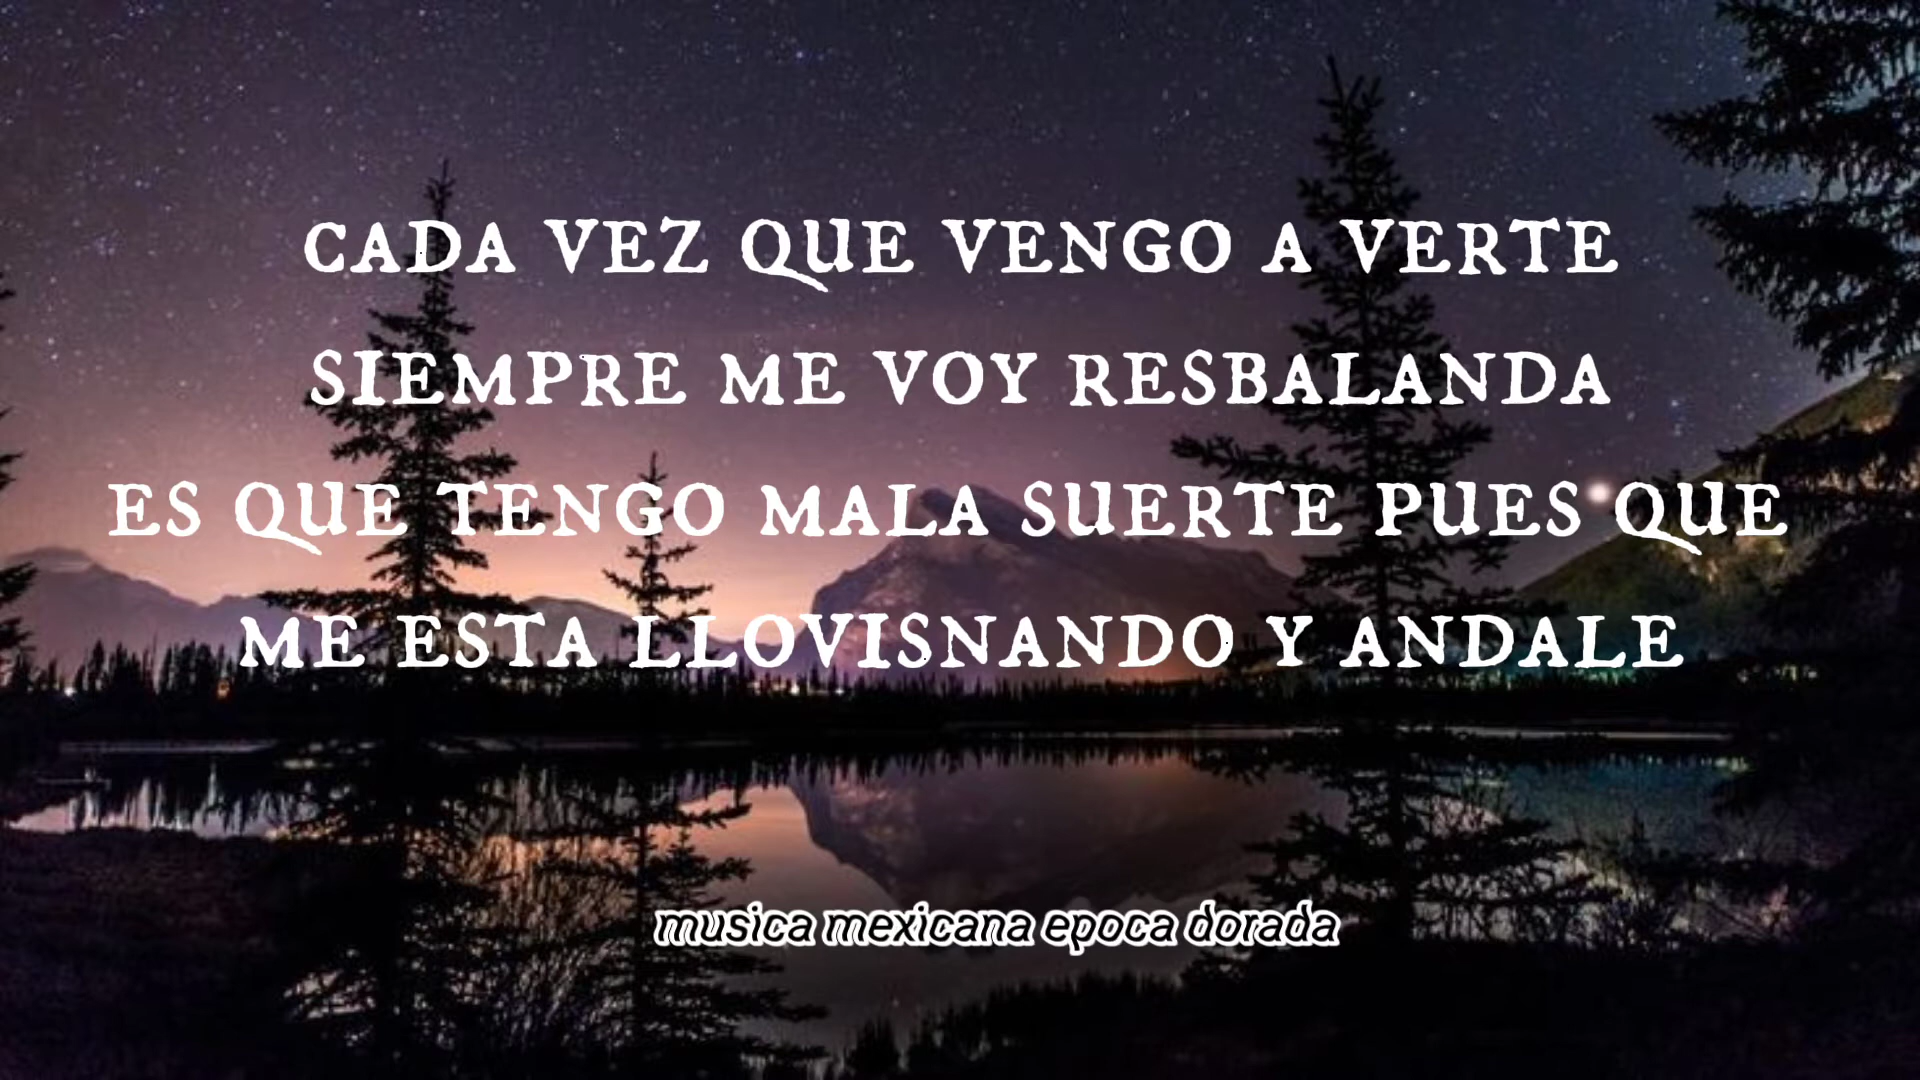 CADA VEZ QUE VENGO A VERTE
SIEMPRE ME VOY RESBALANDA
ES QUE TENGO MALA SUERTE PUES QUE
ME ESTA LLOVISNANDO Y ANDALE
musica mexicana epoca dorada